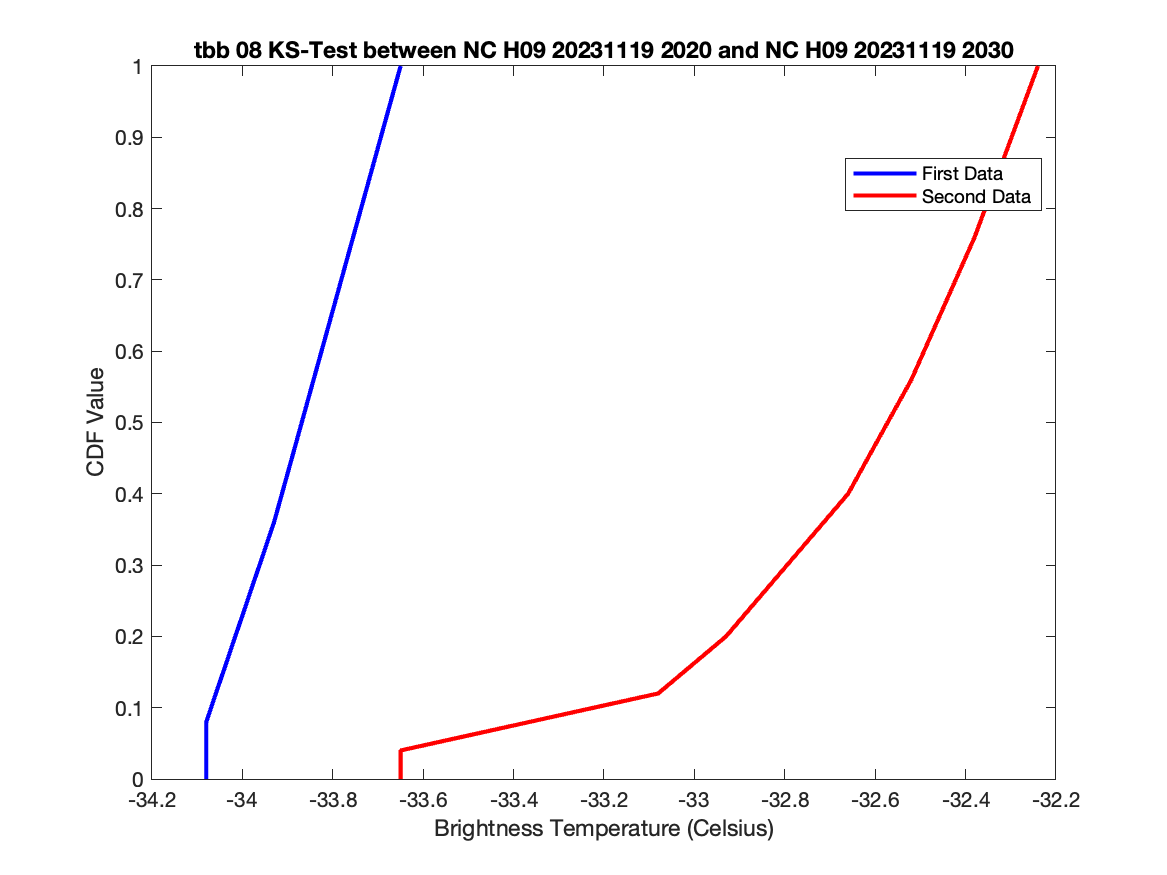 tbb 08 KS-Test between NC H09 20231119 2020 and NC H09 20231119 2030
1
0.9
0.8
0.7
0.6
0.5
0.4
0.3
0.2
0.1
0
CDF Value
First Data
Second Data
-34.2 -34 -33.8 -33.6 -33.4 -33.2 -33 -32.8 -32.6 -32.4 -32.2
Brightness Temperature (Celsius)